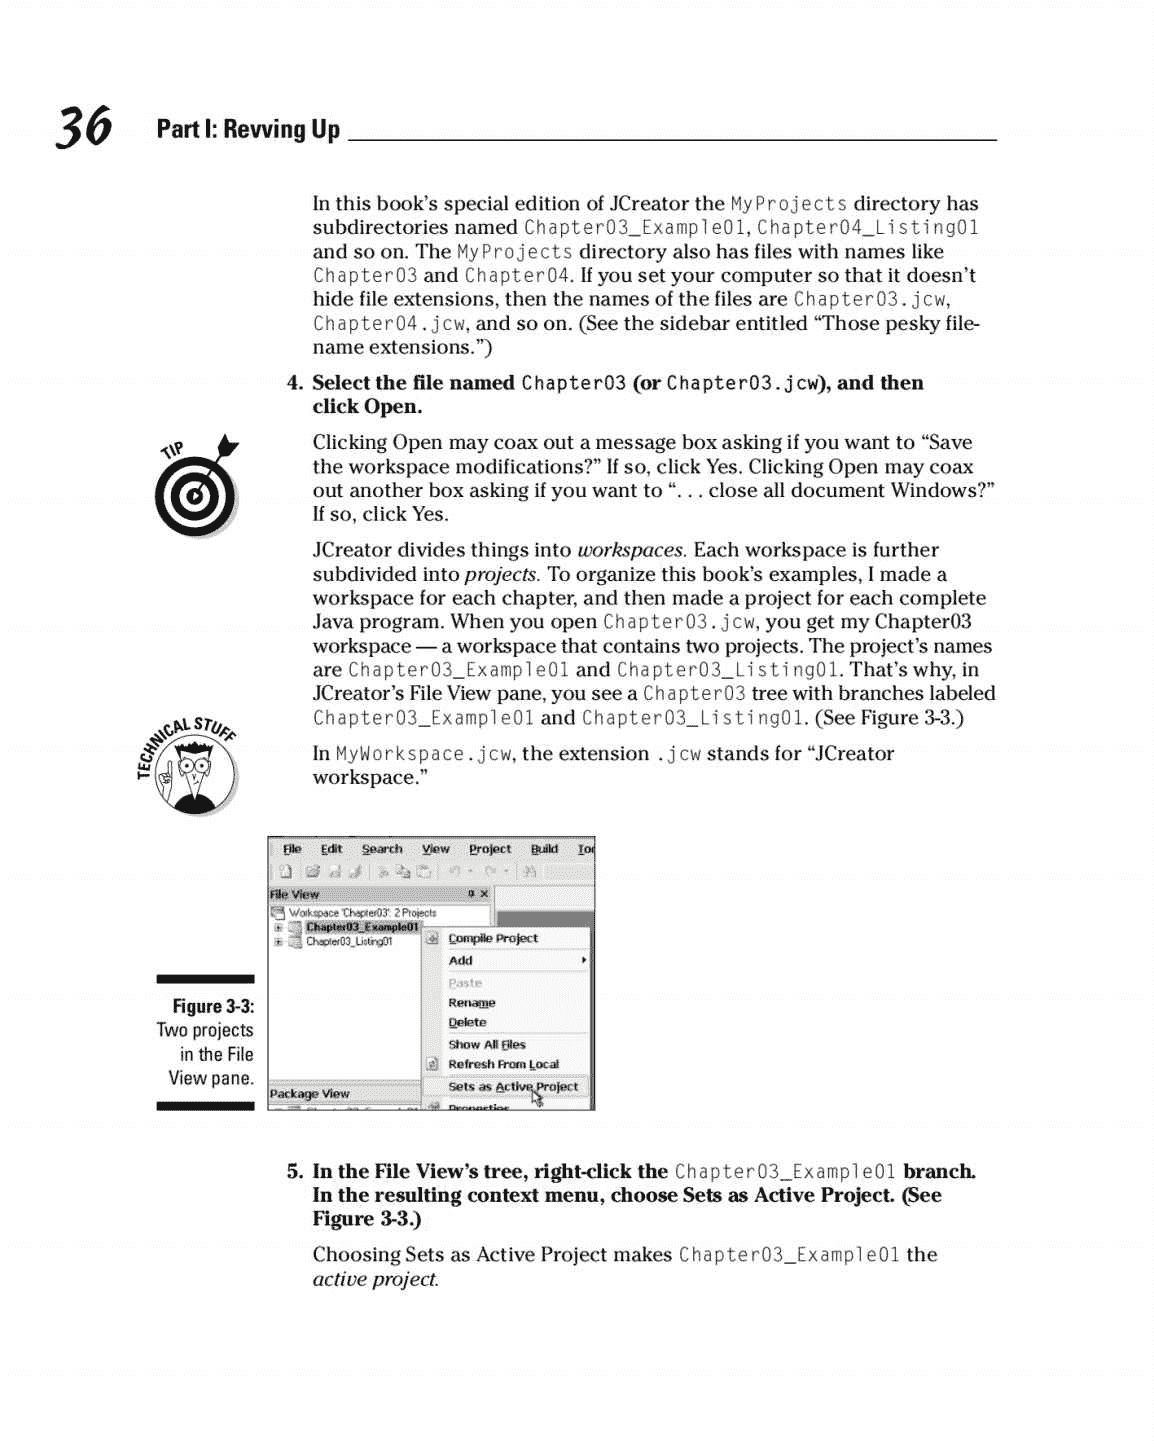 36
Part I: Revving Up
In this book's special edition of JCreator the MyProjects directory has
subdirectories named Chapter03_Example01, Chapter04_Listing01
and so on. The MyProjects directory also has files with names like
Chapter03 and Chapter04. If you set your computer so that it doesn't
hide file extensions, then the names of the files are Chapter03.jcw,
Chapter04.jcw, and so on. (See the sidebar entitled “Those pesky file-
name extensions.”)
4. Select the file named Chapter03 (or Chapter03.jcw), and then
click Open.
TIP
Clicking Open may coax out a message box asking if you want to “Save
the workspace modifications?” If so, click Yes. Clicking Open may coax
out another box asking if you want to “. . . close all document Windows?”
If so, click Yes.
JCreator divides things into workspaces. Each workspace is further
subdivided into projects. To organize this book's examples, I made a
workspace for each chapter, and then made a project for each complete
Java program. When you open Chapter03.jcw, you get my Chapter03
workspace — a workspace that contains two projects. The project's names
are Chapter03_Example01 and Chapter03_Listing01. That's why, in
JCreator's File View pane, you see a Chapter03 tree with branches labeled
Chapter03_Example01 and Chapter03_Listing01. (See Figure 3-3.)
TECHNICAL STUFF
In MyWorkspace.jcw, the extension .jcw stands for “JCreator
workspace.”
File Edit Search View Project Build Too
File View
Workspace 'Chapter03': 2 Projects
Chapter03_Example01
Chapter03_Listing01
Compile Project
Add
Paste
Rename
Delete
Show All Files
Refresh From Local
Sets as Active Project
Properties
Package View
Figure 3-3:
Two projects
in the File
View pane.
5. In the File View's tree, right-click the Chapter03_Example01 branch.
In the resulting context menu, choose Sets as Active Project. (See
Figure 3-3.)
Choosing Sets as Active Project makes Chapter03_Example01 the
active project.